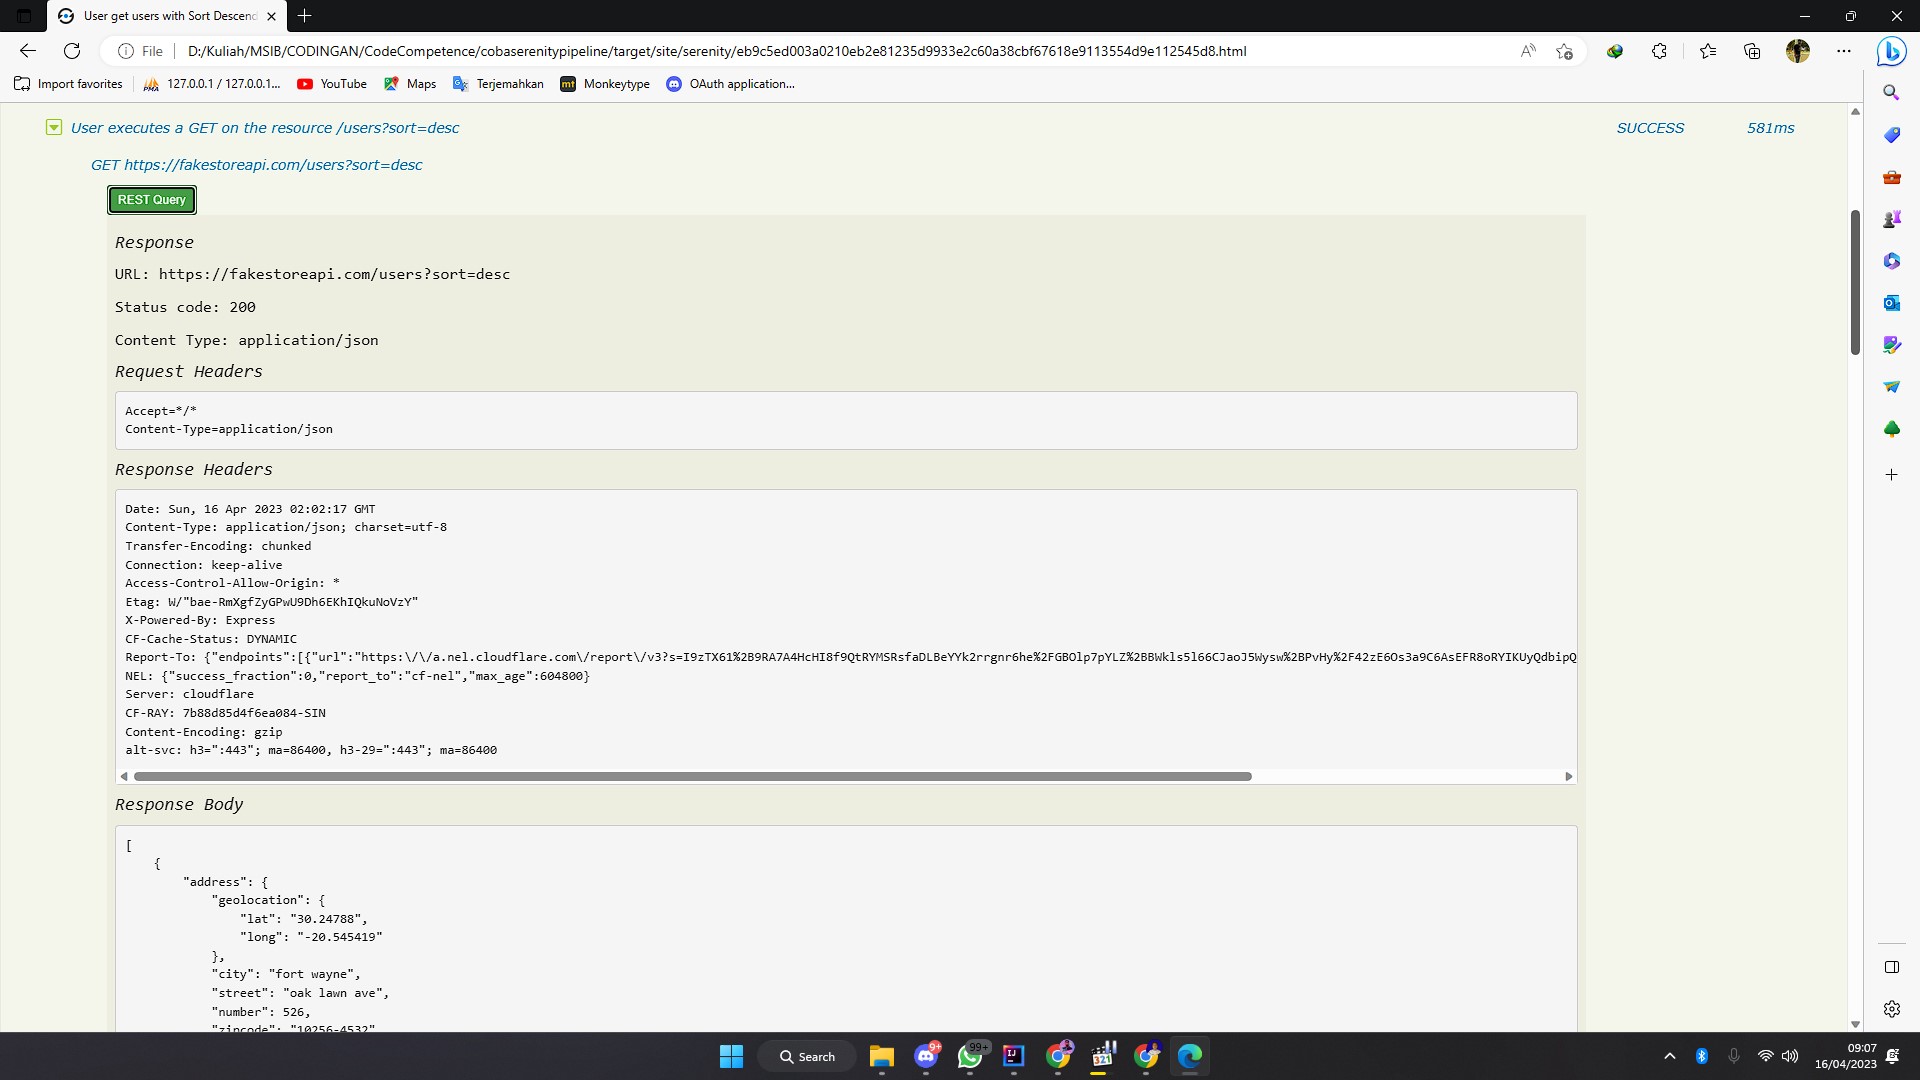 User get users with Sort Descend
File
D:/Kuliah/MSIB/CODINGAN/CodeCompetence/cobaserenitypipeline/target/site/serenity/eb9c5ed003a0210eb2e81235d9933e2c60a38cbf67618e9113554d9e112545d8.html
Import favorites
127.0.0.1 / 127.0.0.1...
YouTube
Maps
Terjemahkan
mt
Monkeytype
OAuth application...
User executes a GET on the resource /users?sort=desc
SUCCESS
581ms
GET https://fakestoreapi.com/users?sort=desc
REST Query
Response
URL: https://fakestoreapi.com/users?sort=desc
Status code: 200
Content Type: application/json
Request Headers
Accept=*/*
Content-Type=application/json
Response Headers
Date: Sun, 16 Apr 2023 02:02:17 GMT
Content-Type: application/json; charset=utf-8
Transfer-Encoding: chunked
Connection: keep-alive
Access-Control-Allow-Origin: *
Etag: W/"bae-RmXgfZyGPwU9Dh6EKhIQkuNoVzY"
X-Powered-By: Express
CF-Cache-Status: DYNAMIC
Report-To: {"endpoints":[{"url":"https:\/\/a.nel.cloudflare.com\/report\/v3?s=I9zTX61%2B9RA7A4HcHI8f9QtRYMSRsfaDLBeYYk2rrgnr6he%2FGBOlp7pYLZ%2BBWkls5l66CJaoJ5Wysw%2BPvHy%2F42zE6Os3a9C6AsEFR8oRYIKUyQdbipQ
NEL: {"success_fraction":0,"report_to":"cf-nel","max_age":604800}
Server: cloudflare
CF-RAY: 7b88d85d4f6ea084-SIN
Content-Encoding: gzip
alt-svc: h3=":443"; ma=86400, h3-29=":443"; ma=86400
Response Body
[
{
"address": {
"geolocation": {
"lat": "30.24788",
"long": "-20.545419"
},
"city": "fort wayne",
"street": "oak lawn ave",
"number": 526,
"zipcode": "10256-4532"
Search
9+
99+
IJ
321
09:07
16/04/2023